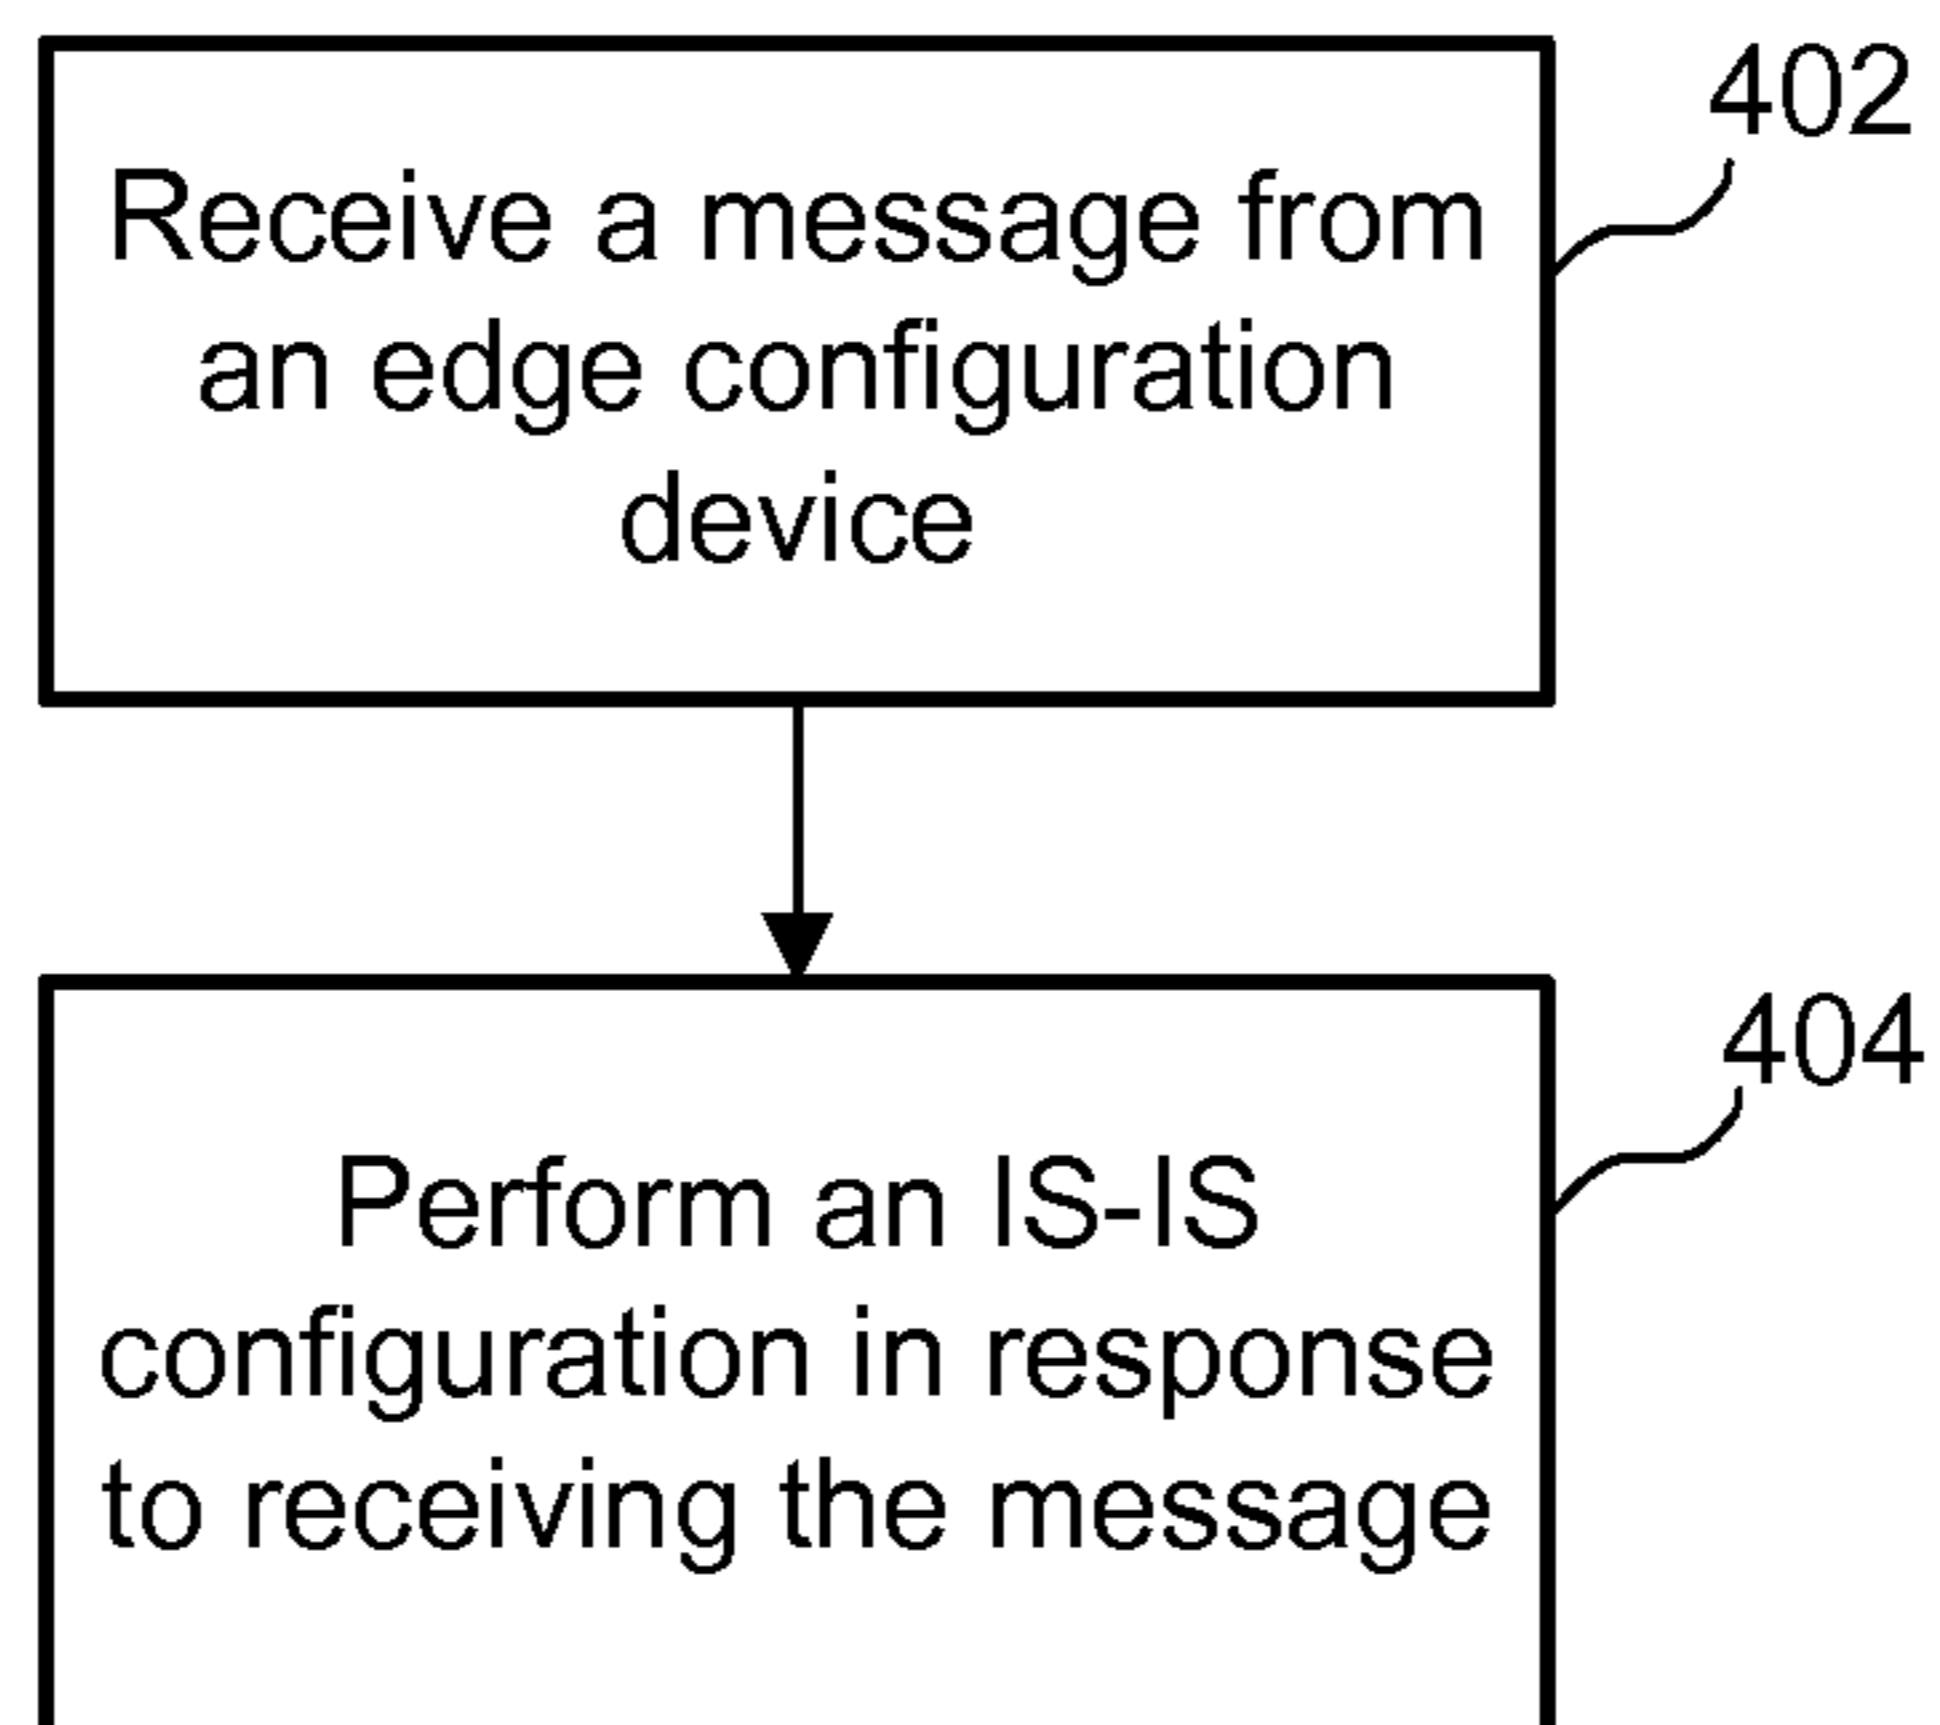 402
Receive a message from
an edge configuration
device
404
Perform an IS-IS
configuration in response
to receiving the message